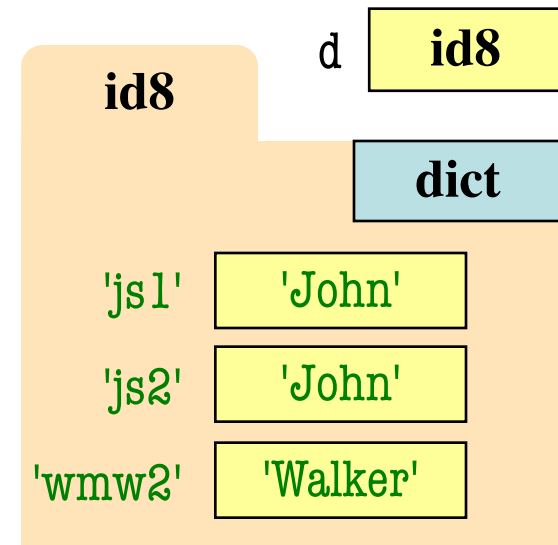 d id8
id8
dict
'js1' 'John'
'js2' 'John'
'wmw2' 'Walker'